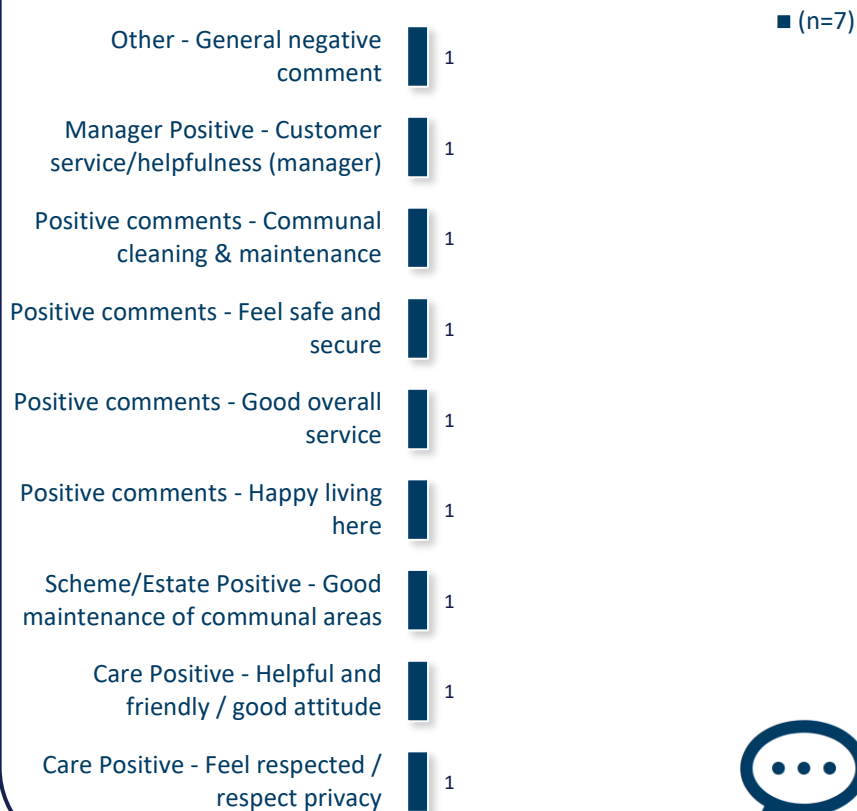 (n=7)
Other - General negative
comment
1
Manager Positive - Customer
service/helpfulness (manager)
1
Positive comments - Communal
cleaning & maintenance
1
Positive comments - Feel safe and
secure
1
Positive comments - Good overall
service
1
Positive comments - Happy living
here
1
Scheme/Estate Positive - Good
maintenance of communal areas
1
Care Positive - Helpful and
friendly / good attitude
1
Care Positive - Feel respected /
respect privacy
1